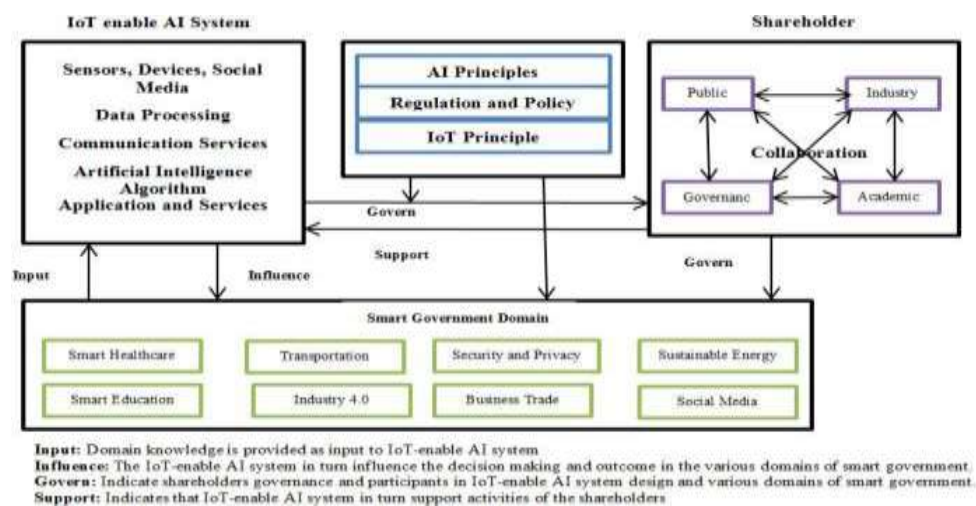 IoT enable AI System
Sensors, Devices, Social
Media
Data Processing
Communication Services
Artificial Intelligence
Algorithm
Application and Services
AI Principles
Regulation and Policy
IoT Principle
Shareholder
Public
Industry
Collaboration
Governanc
Academic
Govern
Support
Input
Influence
Govern
Smart Government Domain
Smart Healthcare
Transportation
Security and Privacy
Sustainable Energy
Smart Education
Industry 4.0
Business Trade
Social Media
Input: Domain knowledge is provided as input to IoT-enable AI system
Influence: The IoT-enable AI system in turn influence the decision making and outcome in the various domains of smart government.
Govern: Indicate shareholders governance and participants in IoT-enable AI system design and various domains of smart government.
Support: Indicates that IoT-enable AI system in turn support activities of the shareholders